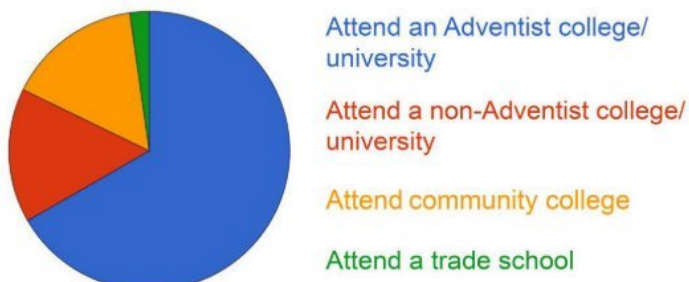 Attend an Adventist college/
university
Attend a non-Adventist college/
university
Attend community college
Attend a trade school